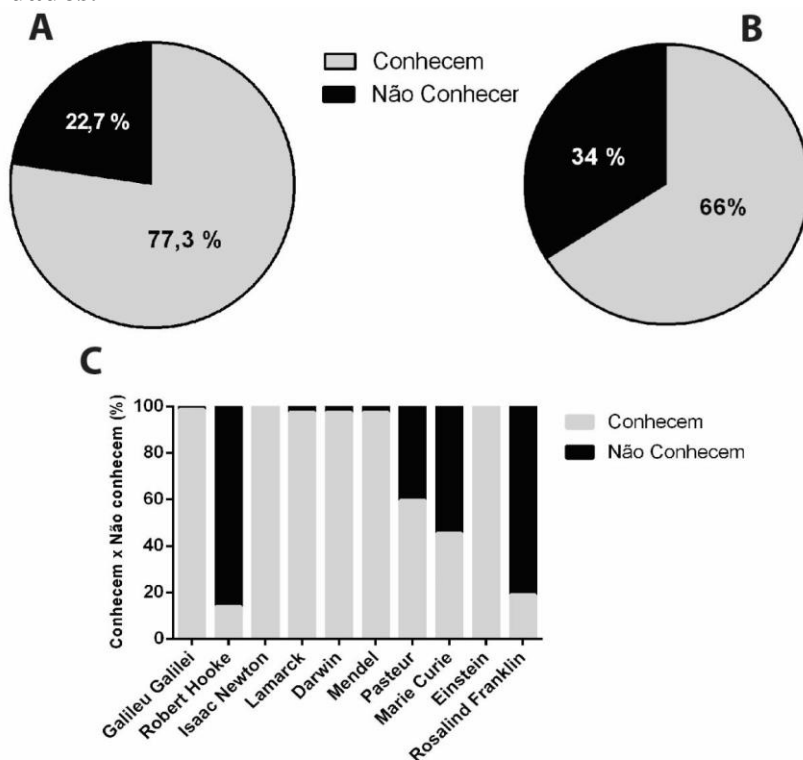 A
B
Conhecem
Não Conhecer
22,7 %
77,3 %
34 %
66%
C
Conhecem x Não conhecem (%)
100
80
60
40
20
0
Conhecem
Não Conhecem
Galileu Galilei
Robert Hooke
Isaac Newton
Lamarck
Darwin
Mendel
Pasteur
Marie Curie
Einstein
Rosalind Franklin